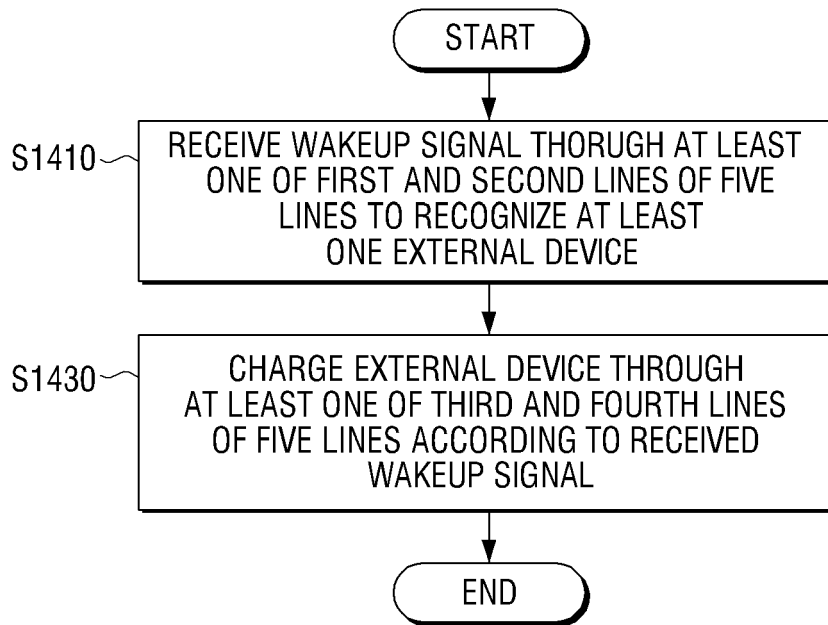 START
S1410
RECEIVE WAKEUP SIGNAL THORUGH AT LEAST
ONE OF FIRST AND SECOND LINES OF FIVE
LINES TO RECOGNIZE AT LEAST
ONE EXTERNAL DEVICE
S1430
CHARGE EXTERNAL DEVICE THROUGH
AT LEAST ONE OF THIRD AND FOURTH LINES
OF FIVE LINES ACCORDING TO RECEIVED
WAKEUP SIGNAL
END